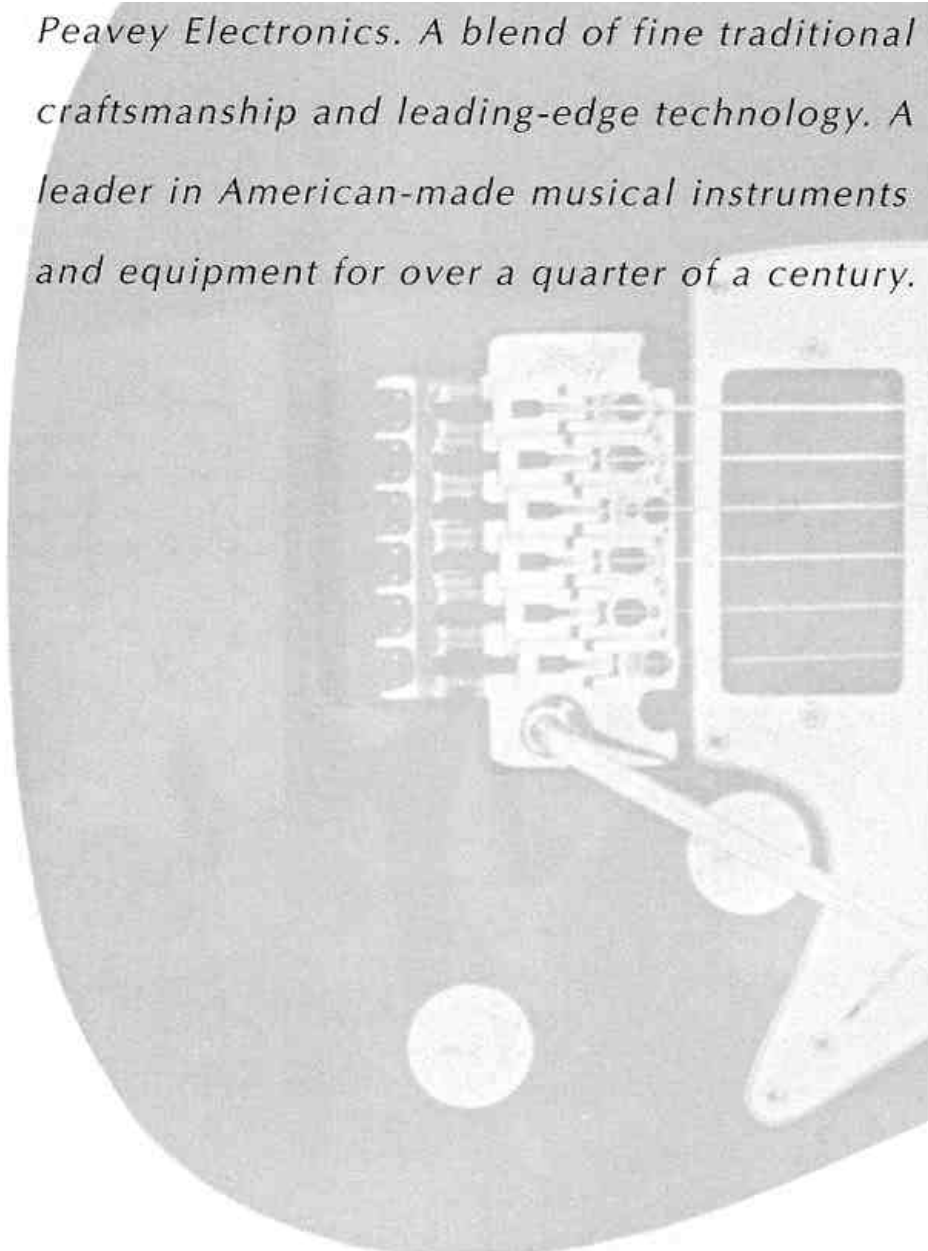 Peavey Electronics. A blend of fine traditional
craftsmanship and leading-edge technology. A
leader in American-made musical instruments
and equipment for over a quarter of a century.